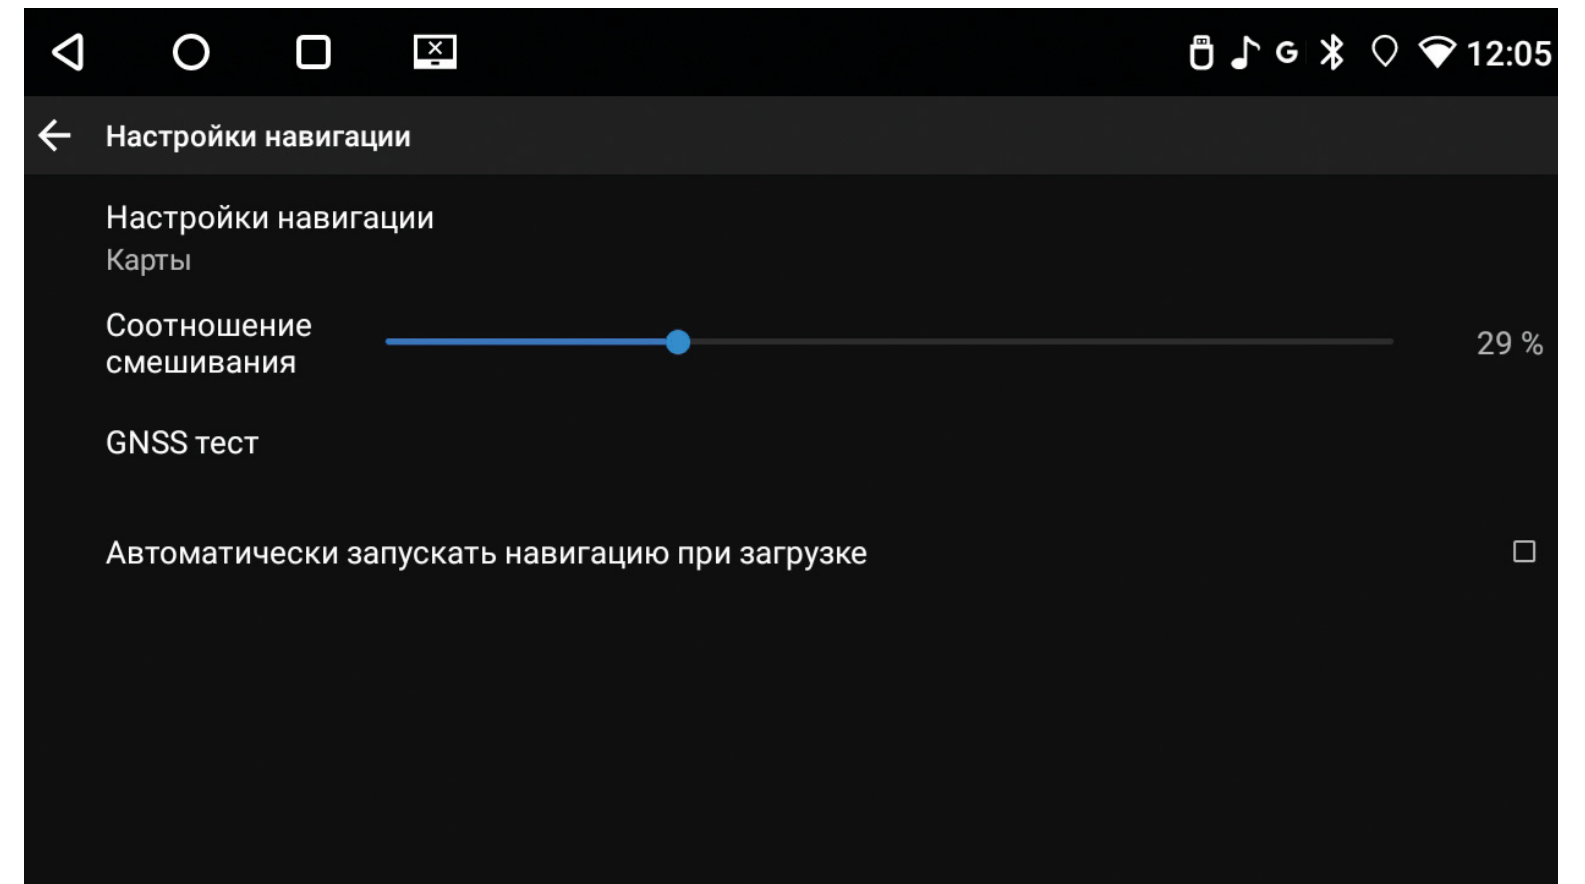 12:05
Настройки навигации
Настройки навигации
Карты
Соотношение
смешивания
29 %
GNSS тест
Автоматически запускать навигацию при загрузке